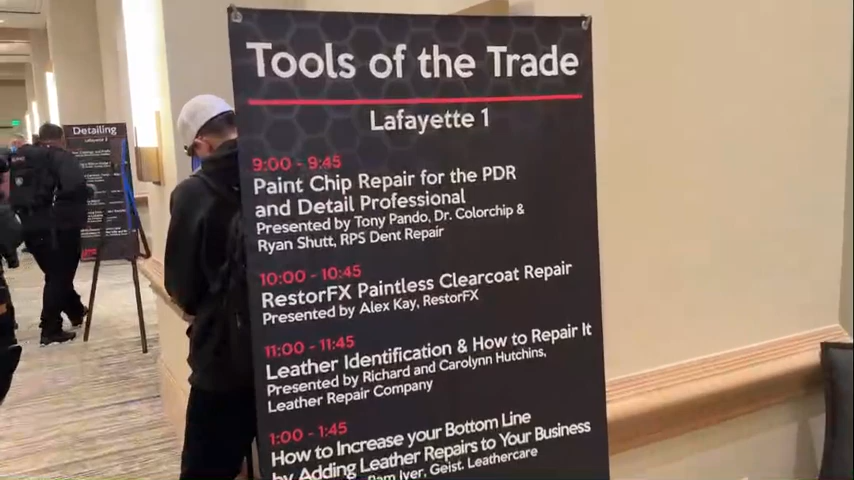 Tools of the Trade
Lafayette 1
9:00 - 9:45
Paint Chip Repair for the PDR
and Detail Professional
Presented by Tony Pando, Dr. Colorchip &
Ryan Shutt, RPS Dent Repair
10:00 - 10:45
RestorFX Paintless Clearcoat Repair
Presented by Alex Kay, RestorFX
11:00 - 11:45
Leather Identification & How to Repair It
Presented by Richard and Carolynn Hutchins,
Leather Repair Company
1:00 - 1:45
How to Increase your Bottom Line
by Adding Leather Repairs to Your Business
Iver, Geist. Leathercare
Detailing